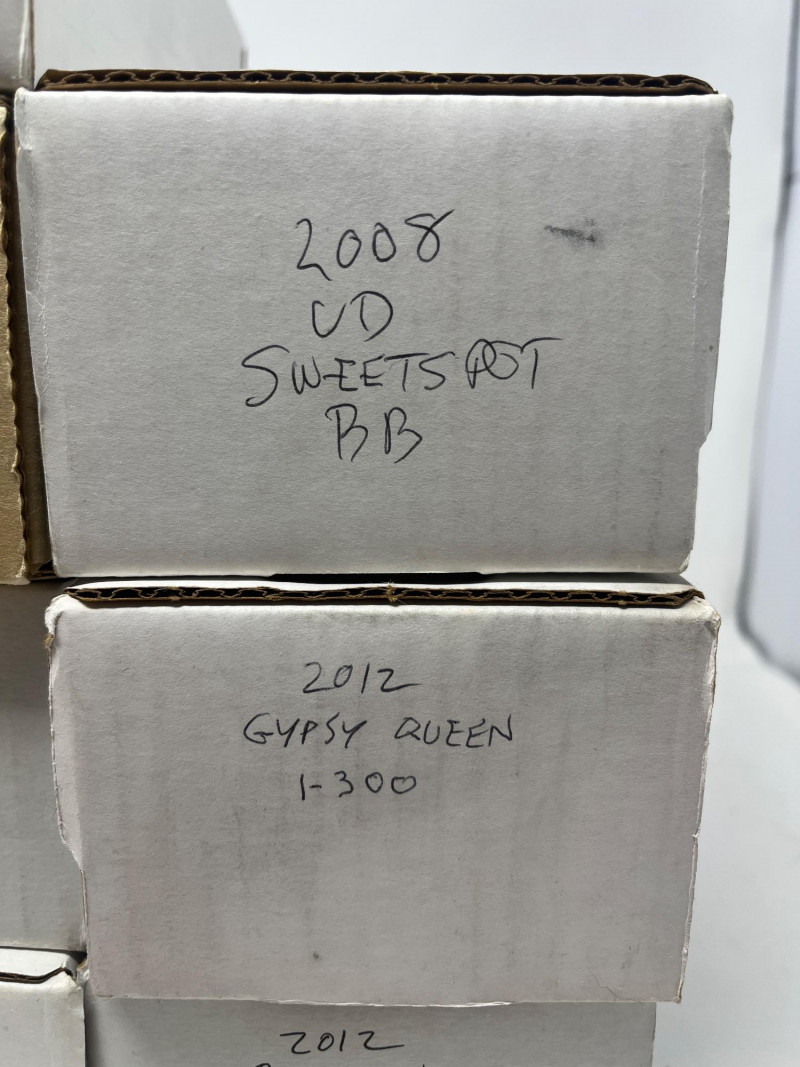 2008
UD
SWEETSPOT
BB
2012
GYPSY QUEEN
1-300
2012